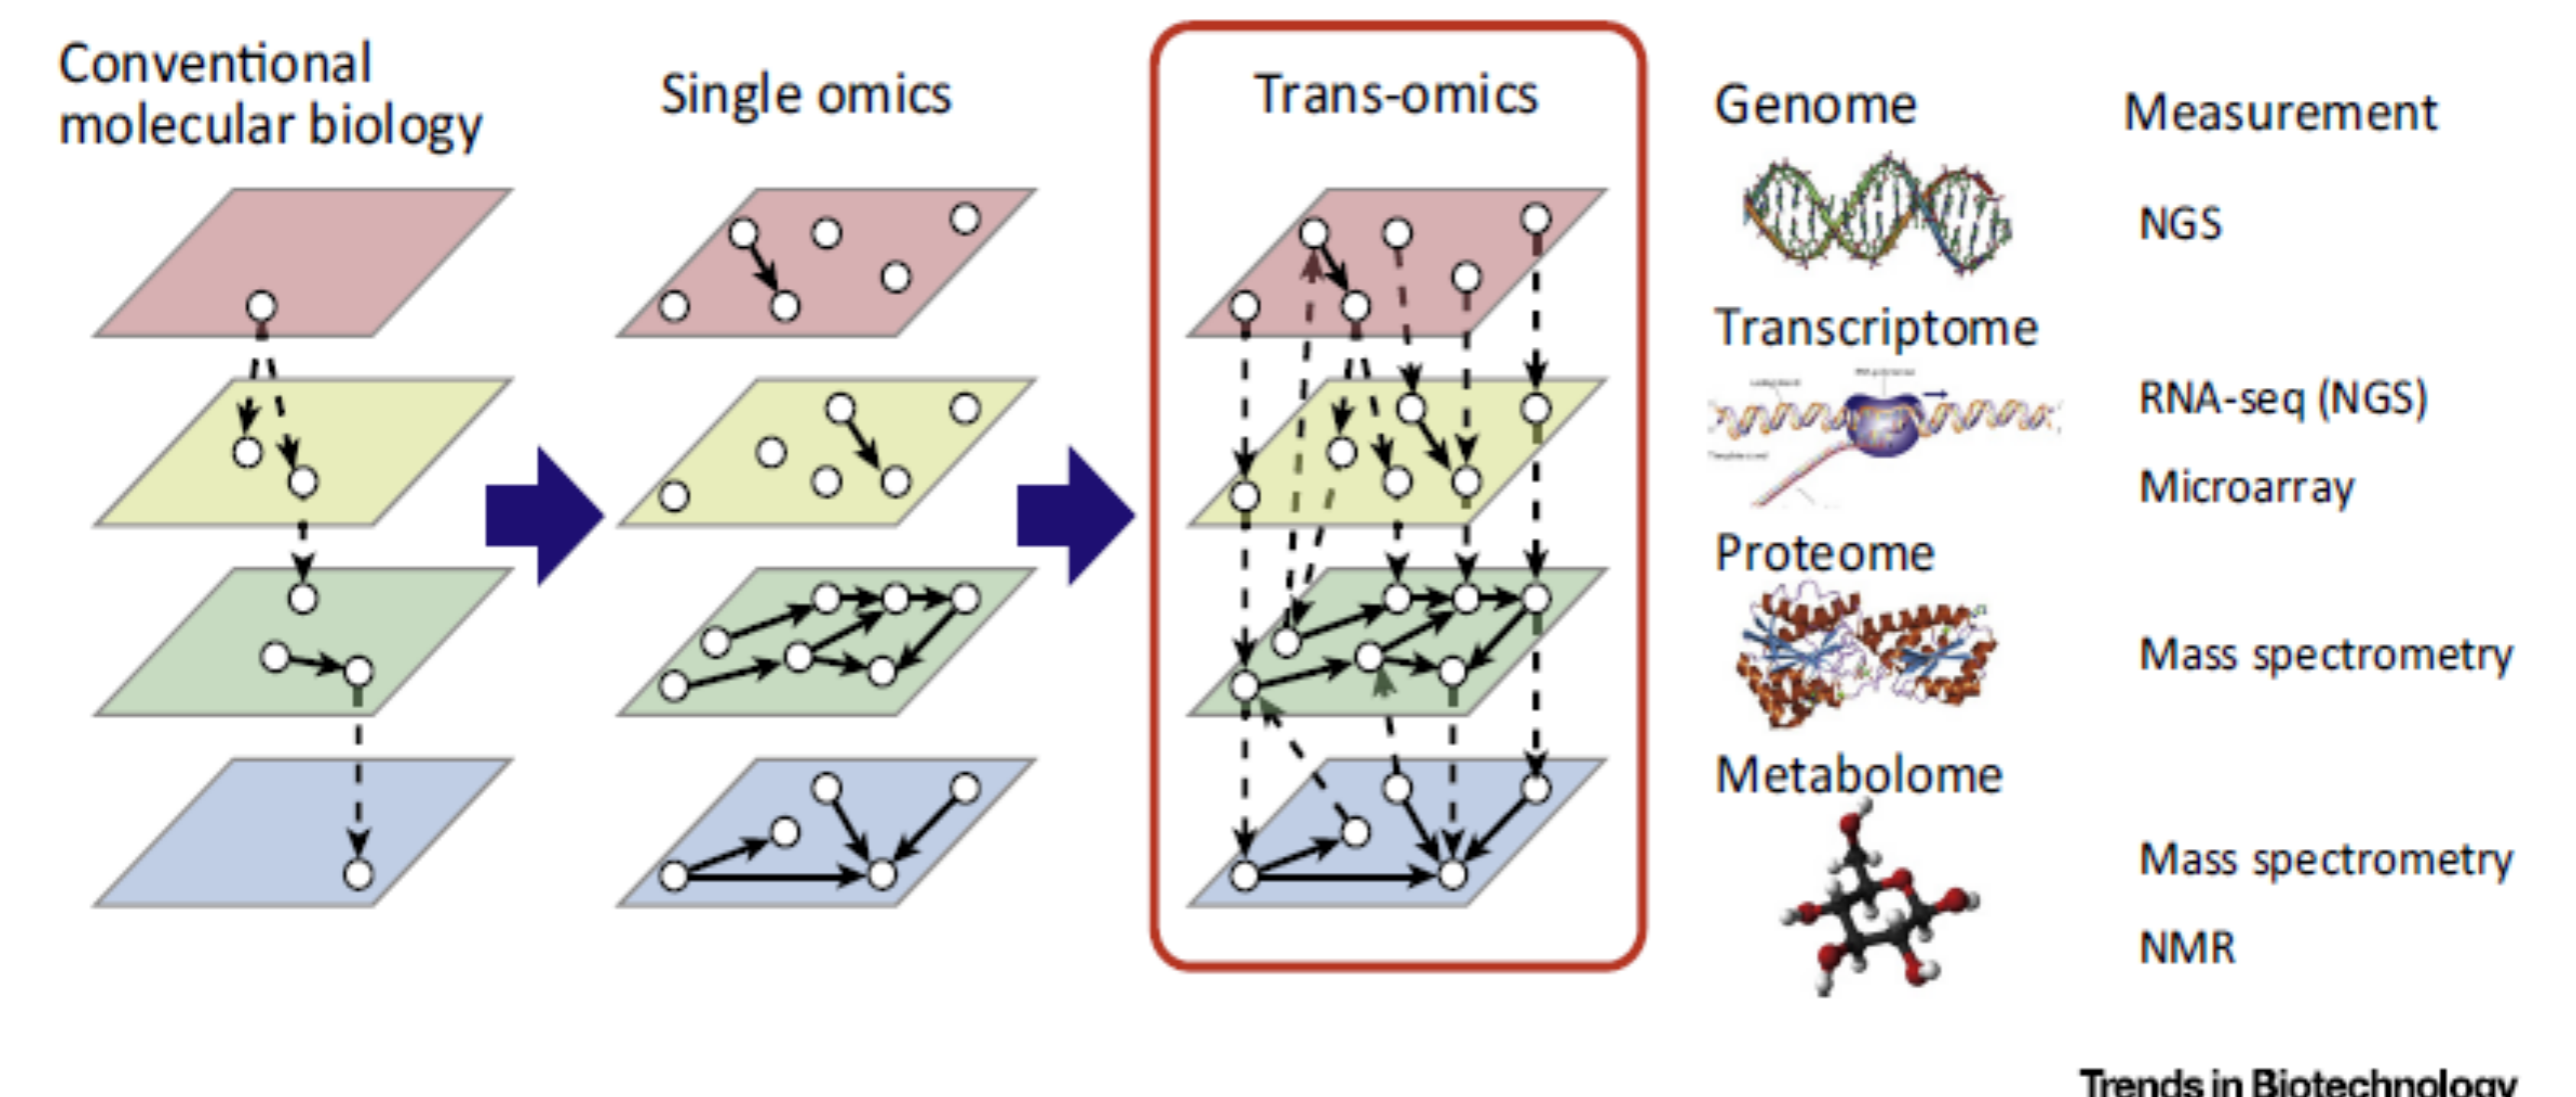 Conventional
molecular biology
Single omics
Trans-omics
Genome
Measurement
NGS
Transcriptome
RNA-seq (NGS)
Microarray
Proteome
Mass spectrometry
Metabolome
Mass spectrometry
NMR
Trends in Biotechnology